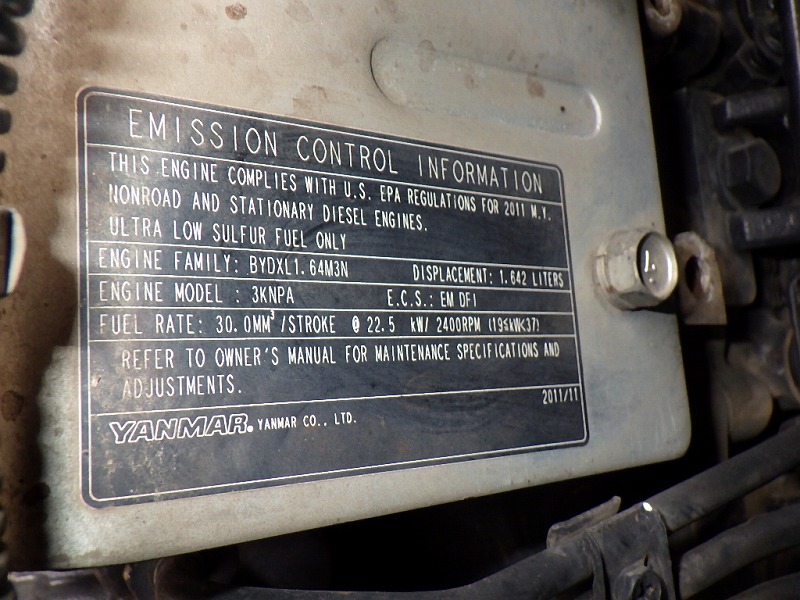 EMISSION CONTROL INFORMATION
THIS ENGINE COMPLIES WITH U.S. EPA REGULATIONS FOR 2011 M.Y.
NONROAD AND STATIONARY DIESEL ENGINES.
ULTRA LOW SULFUR FUEL ONLY
ENGINE FAMILY: BYDXL1.64M3N DISPLACEMENT: 1.642 LITERS
ENGINE MODEL : 3KNPA E.C.S.: EM DFI
FUEL RATE: 30.0MM³/STROKE @ 22.5 kW/ 2400RPM (19≤kW<37)
REFER TO OWNER'S MANUAL FOR MAINTENANCE SPECIFICATIONS AND
ADJUSTMENTS.
2011/11
YANMAR. YANMAR CO., LTD.